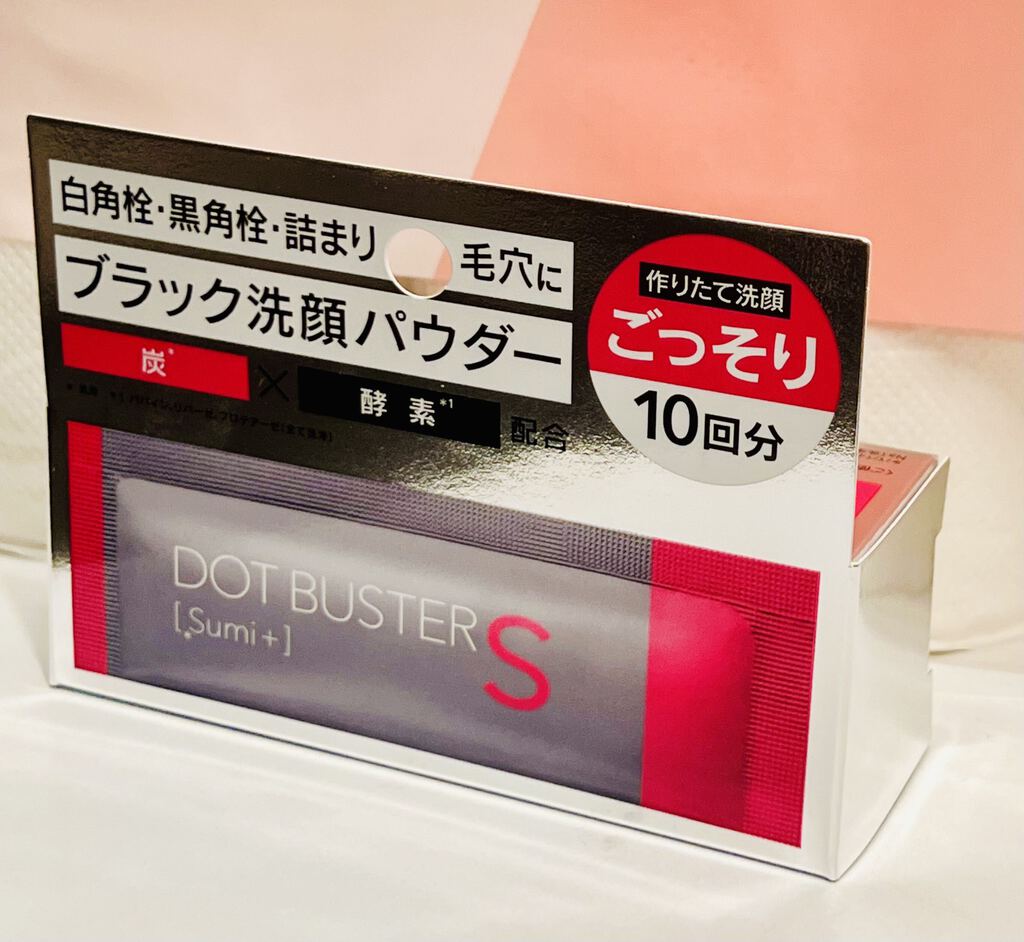 白角栓・黒角栓・詰まり毛穴に
ブラック洗顔パウダー
炭*×酵素*1配合
作りたて洗顔
ごっそり
10回分
DOT BUSTER S
[.Sumi+]